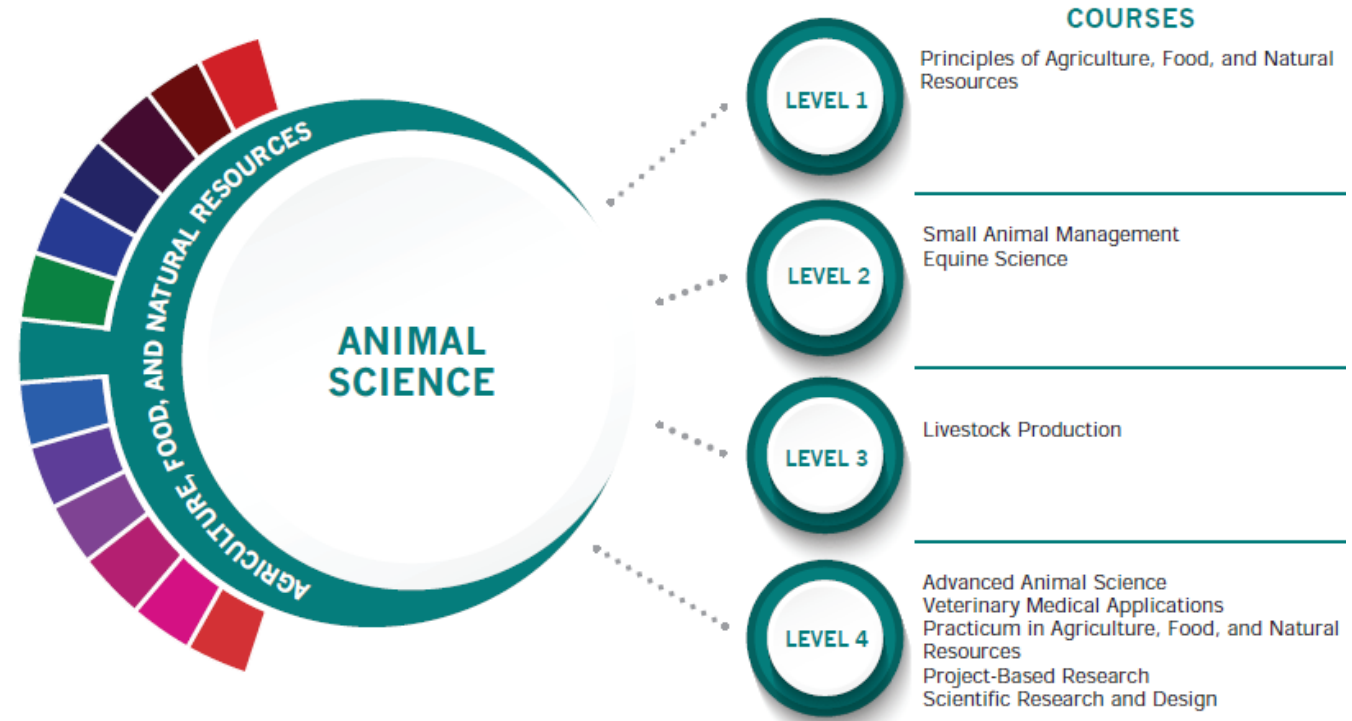 AGRICULTURE, FOOD, AND NATURAL RESOURCES
ANIMAL
SCIENCE
COURSES
LEVEL 1
Principles of Agriculture, Food, and Natural
Resources
LEVEL 2
Small Animal Management
Equine Science
LEVEL 3
Livestock Production
LEVEL 4
Advanced Animal Science
Veterinary Medical Applications
Practicum in Agriculture, Food, and Natural
Resources
Project-Based Research
Scientific Research and Design